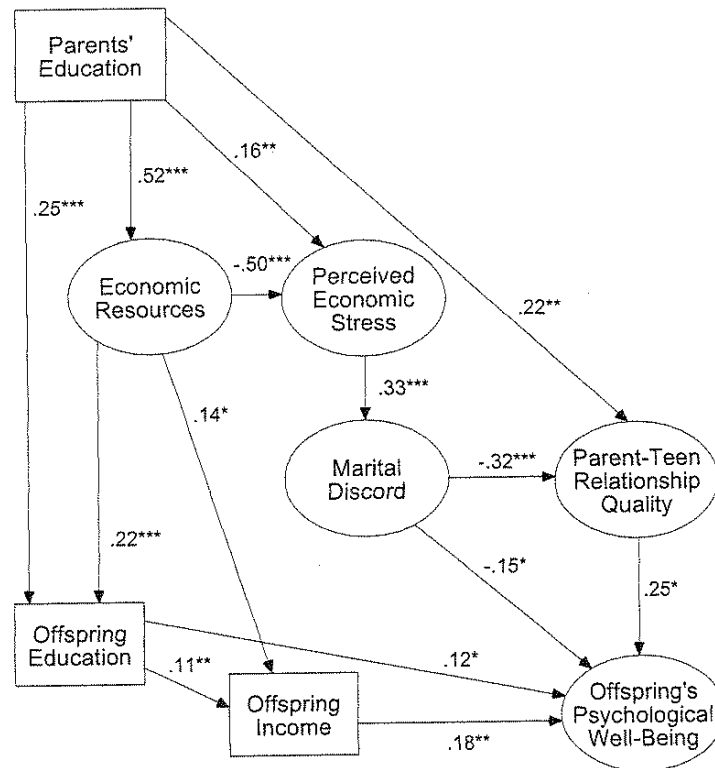 Parents'
Education
.16**
.52***
.25***
Economic
Resources
-.50***
Perceived
Economic
Stress
.22**
.33***
.14*
Marital
Discord
-.32***
Parent-Teen
Relationship
Quality
.22***
-.15*
.25*
Offspring
Education
.11**
.12*
Offspring
Income
.18**
Offspring's
Psychological
Well-Being